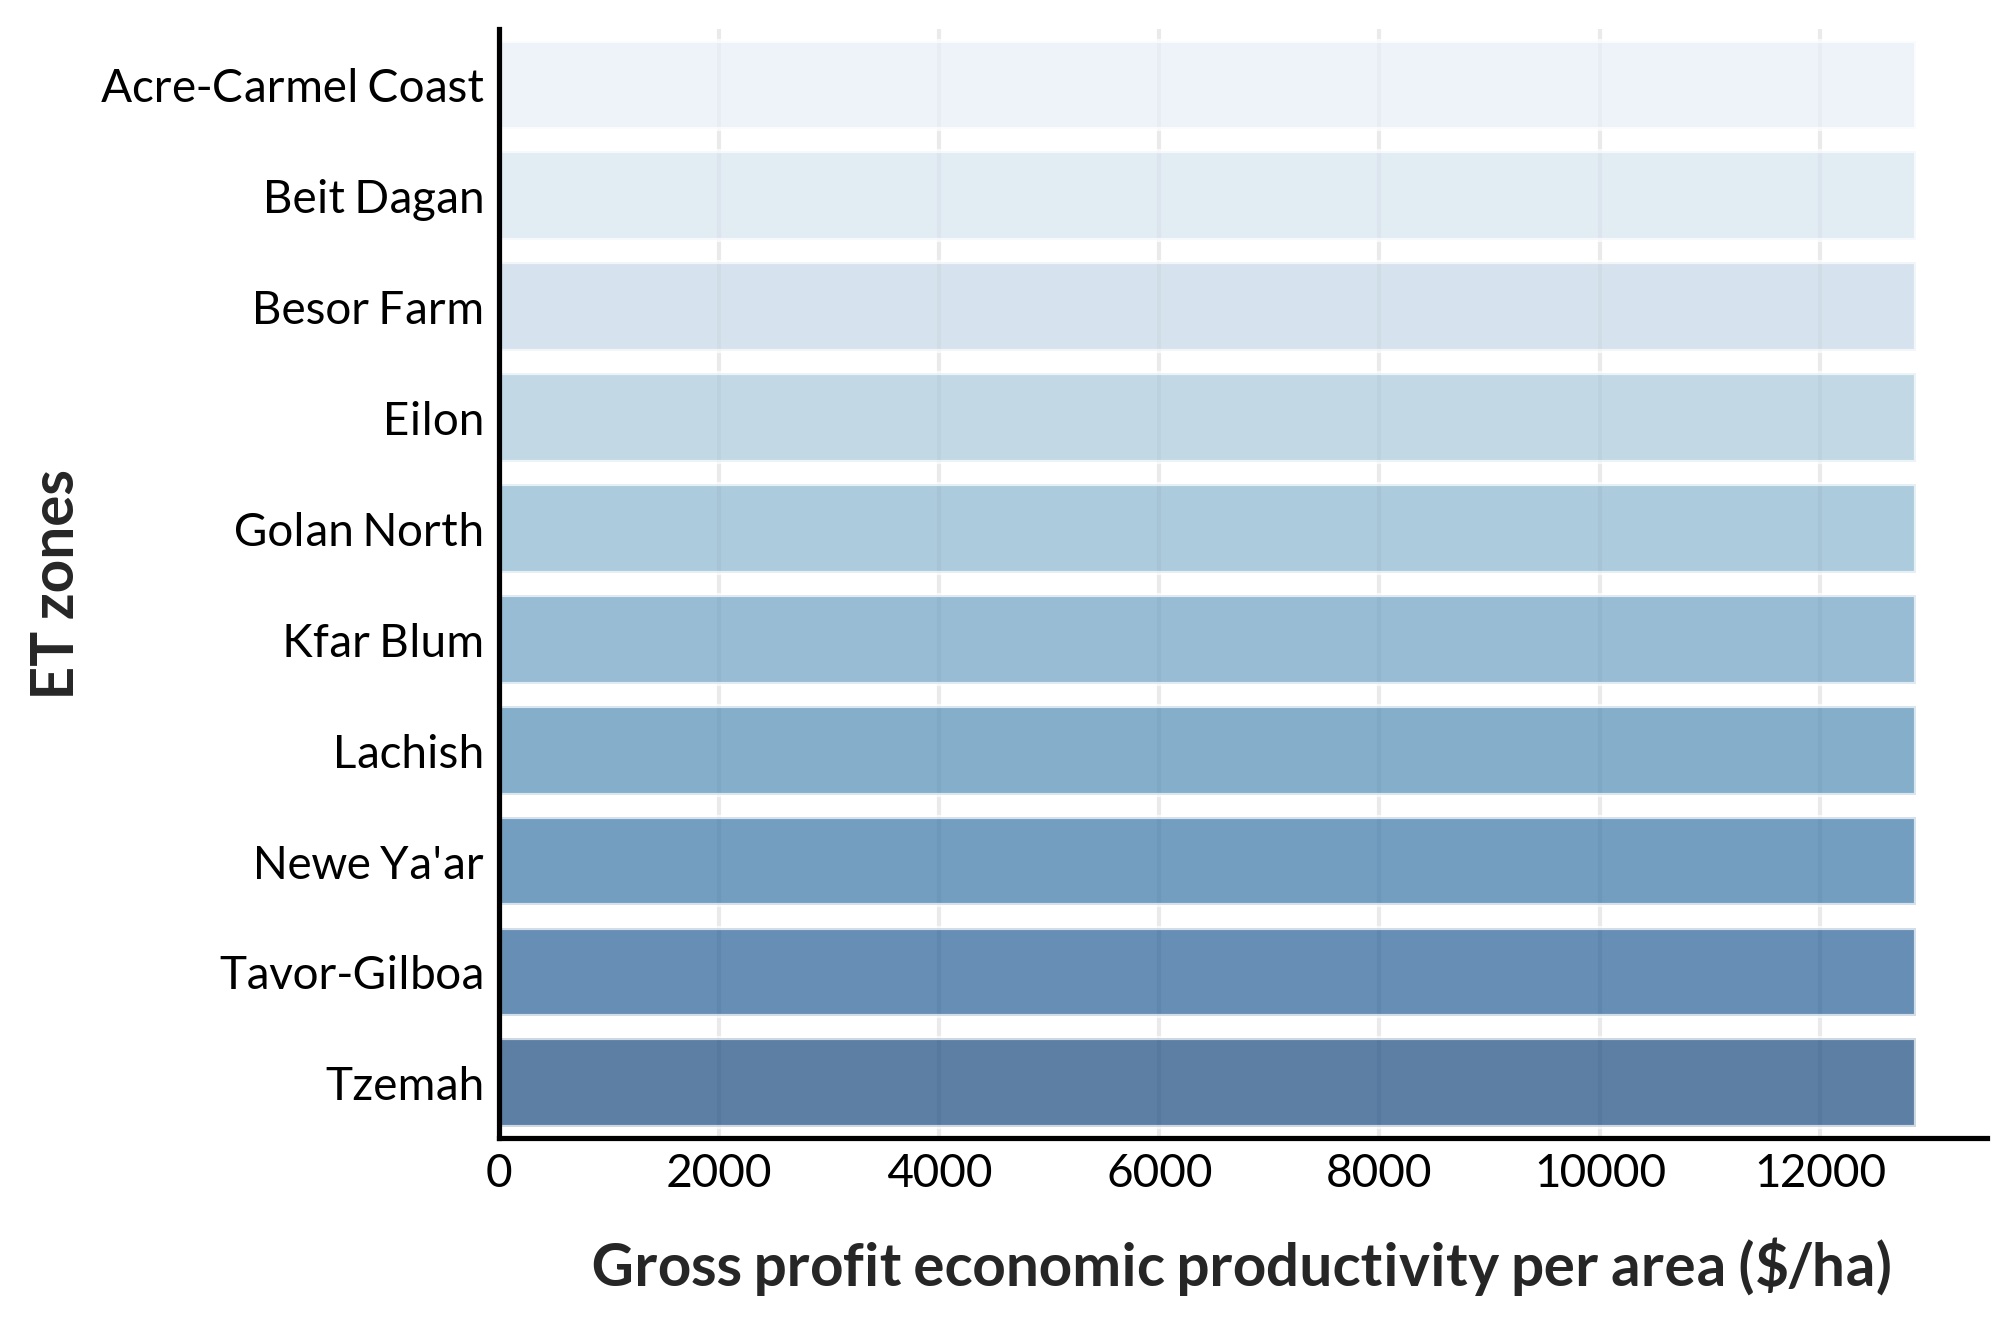 Acre-Carmel Coast
Beit Dagan
Besor Farm
Eilon
Golan North
Kfar Blum
Lachish
Newe Ya'ar
Tavor-Gilboa
Tzemah
ET zones
0 2000 4000 6000 8000 10000 12000
Gross profit economic productivity per area ($/ha)